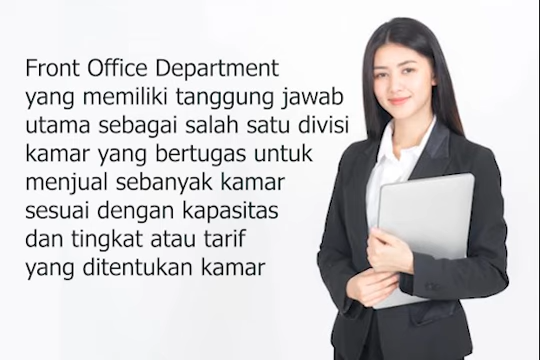 Front Office Department
yang memiliki tanggung jawab
utama sebagai salah satu divisi
kamar yang bertugas untuk
menjual sebanyak kamar
sesuai dengan kapasitas
dan tingkat atau tarif
yang ditentukan kamar